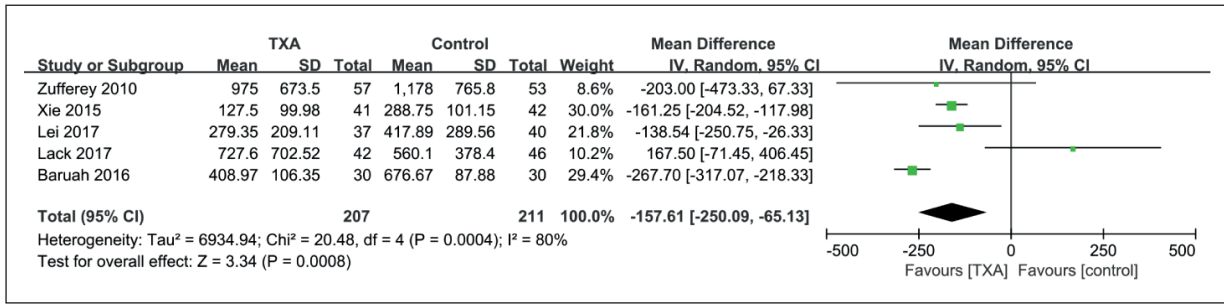 TXA Control Mean Difference Mean Difference
Study or Subgroup Mean SD Total Mean SD Total Weight IV, Random, 95% CI IV, Random, 95% CI
Zufferey 2010 975 673.5 57 1,178 765.8 53 8.6% -203.00 [-473.33, 67.33]
Xie 2015 127.5 99.98 41 288.75 101.15 42 30.0% -161.25 [-204.52, -117.98]
Lei 2017 279.35 209.11 37 417.89 289.56 40 21.8% -138.54 [-250.75, -26.33]
Lack 2017 727.6 702.52 42 560.1 378.4 46 10.2% 167.50 [-71.45, 406.45]
Baruah 2016 408.97 106.35 30 676.67 87.88 30 29.4% -267.70 [-317.07, -218.33]
Total (95% CI) 207 211 100.0% -157.61 [-250.09, -65.13]
Heterogeneity: Tau² = 6934.94; Chi² = 20.48, df = 4 (P = 0.0004); I² = 80%
Test for overall effect: Z = 3.34 (P = 0.0008)
-500 -250 0 250 500
Favours [TXA] Favours [control]